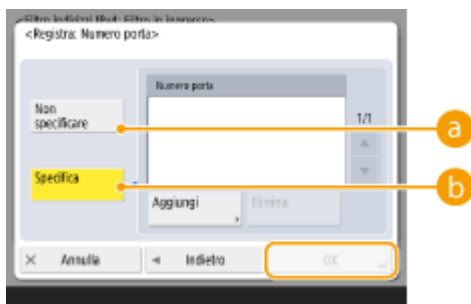 <Filtro indirizzi IPv4: Filtro in ingresso>
<Registra: Numero porta>
Numero porta
Non
specificare
1/1
a
Specifica
b
Aggiungi
Elimina
Annulla
Indietro
OK